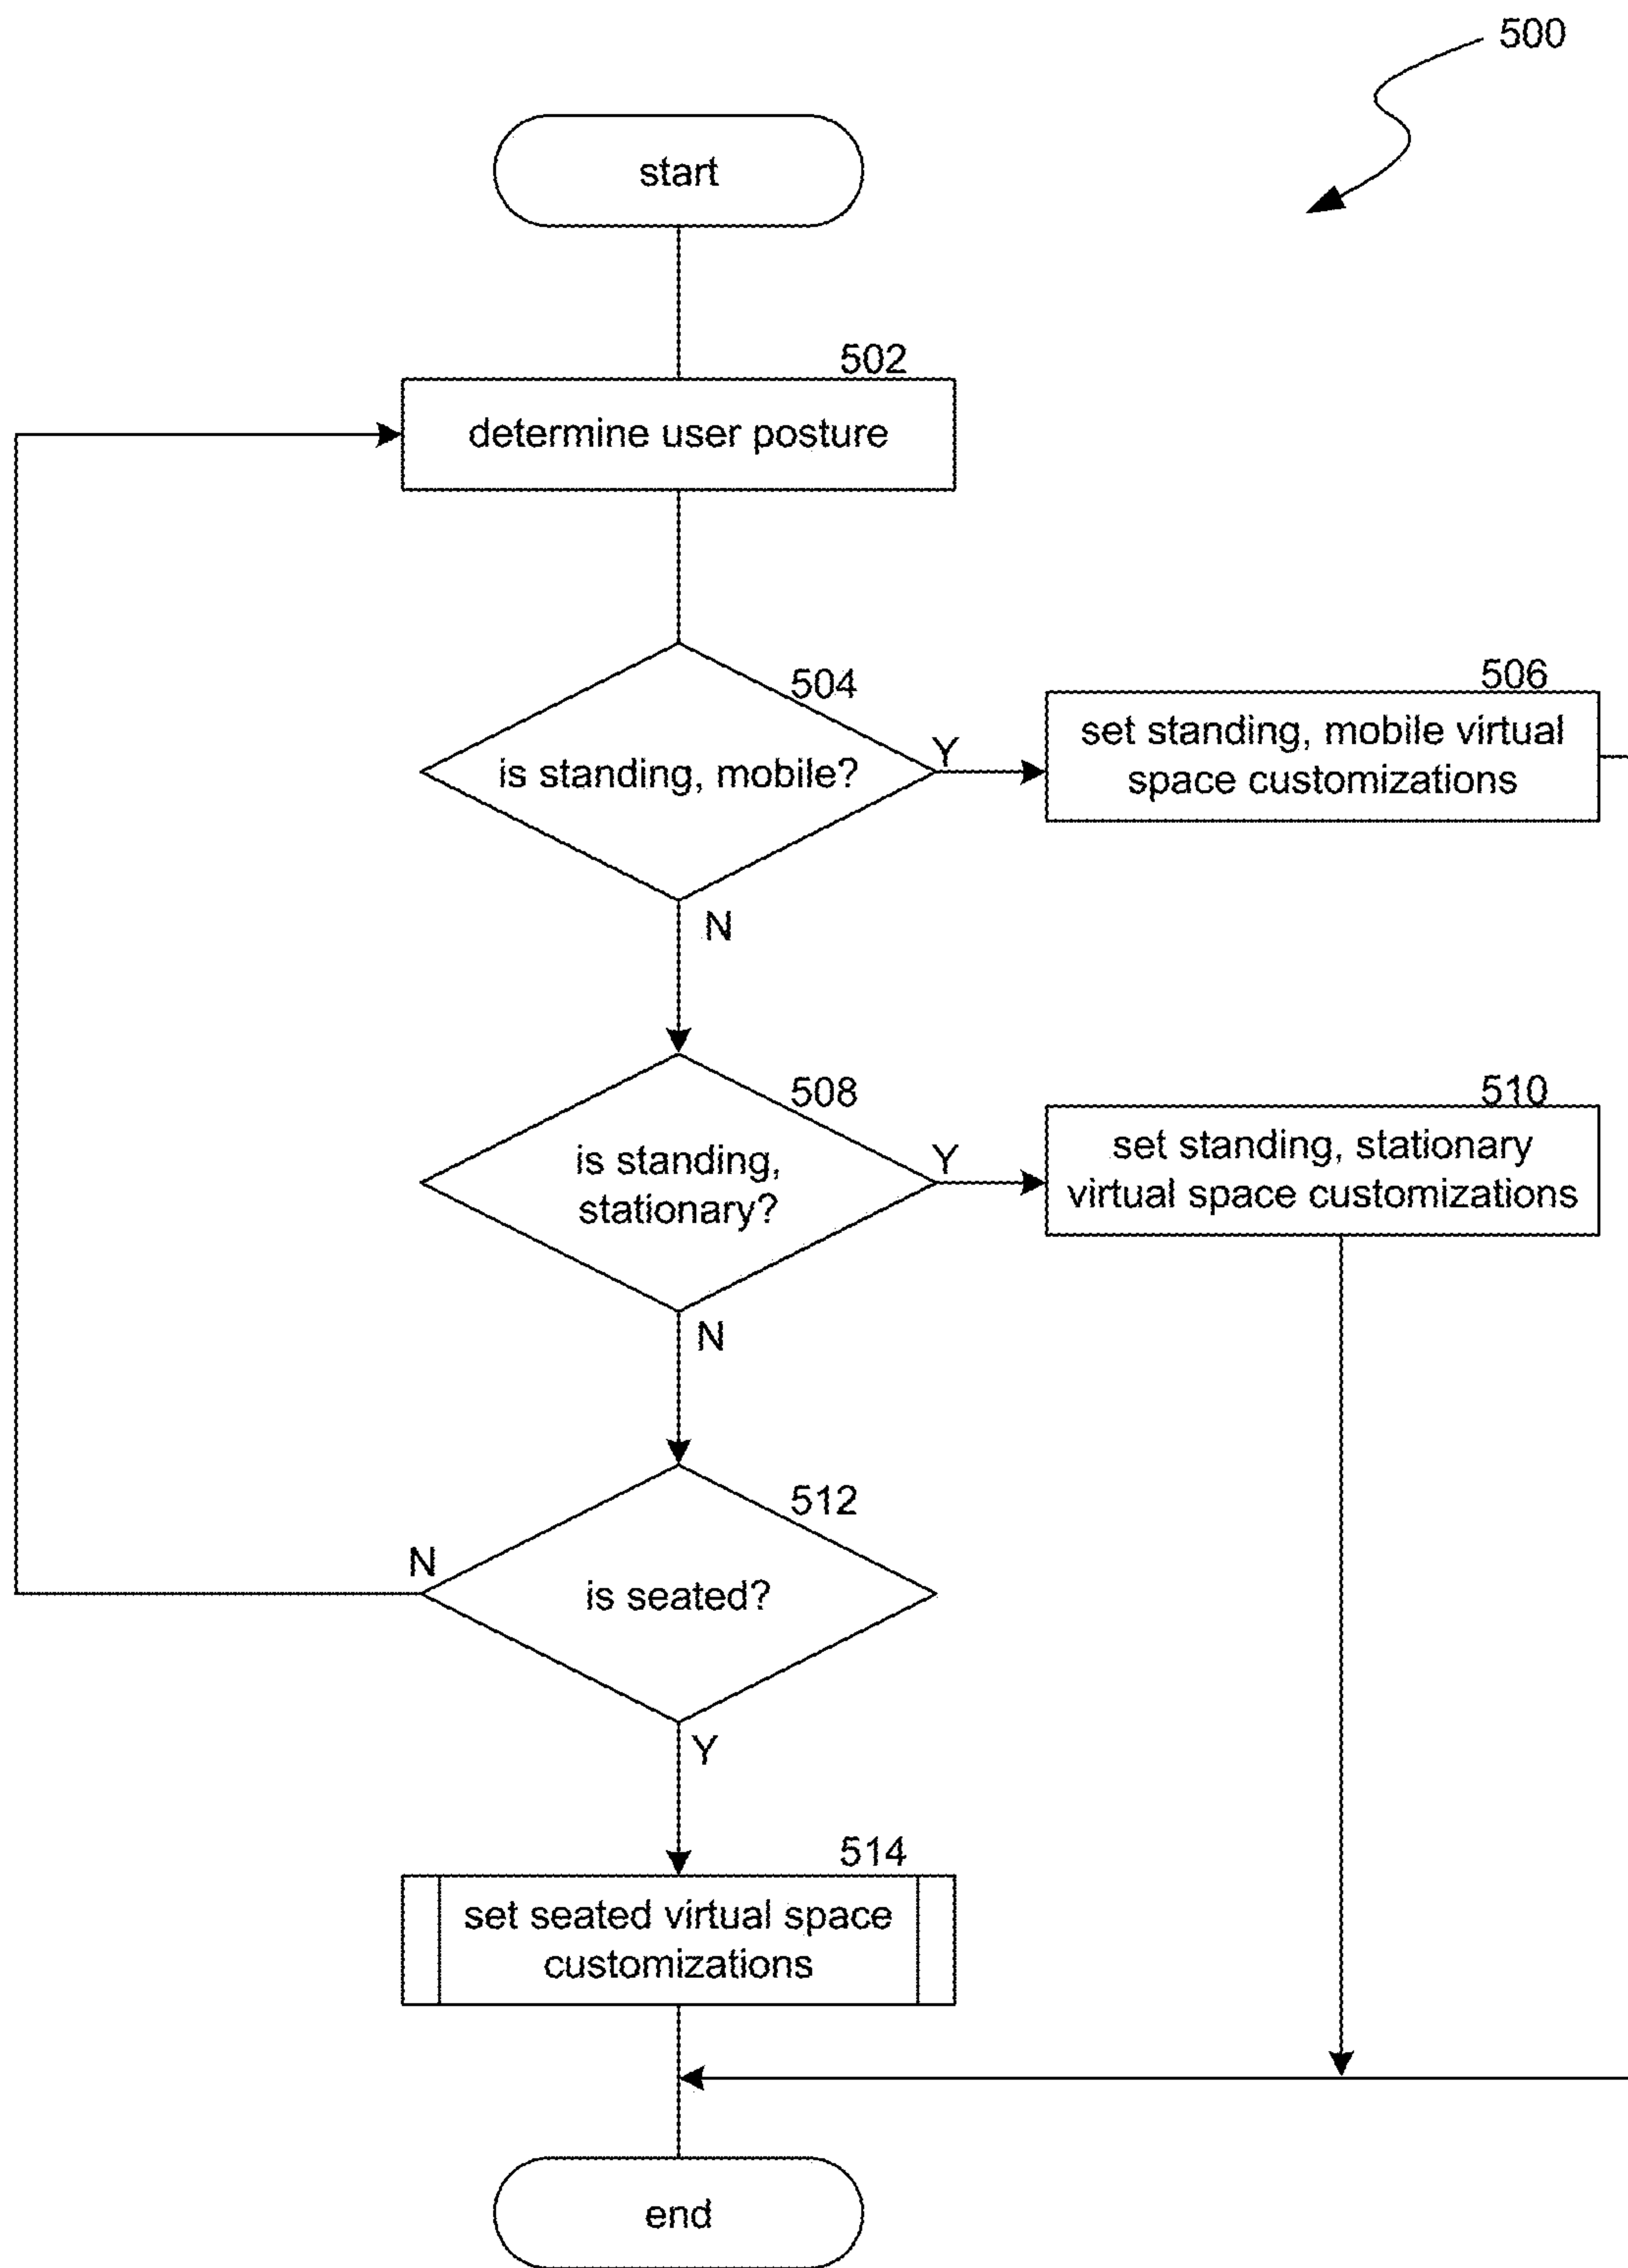 500
start
502
determine user posture
504
is standing, mobile?
Y
506
set standing, mobile virtual
space customizations
N
508
is standing,
stationary?
Y
510
set standing, stationary
virtual space customizations
N
512
is seated?
N
Y
514
set seated virtual space
customizations
end